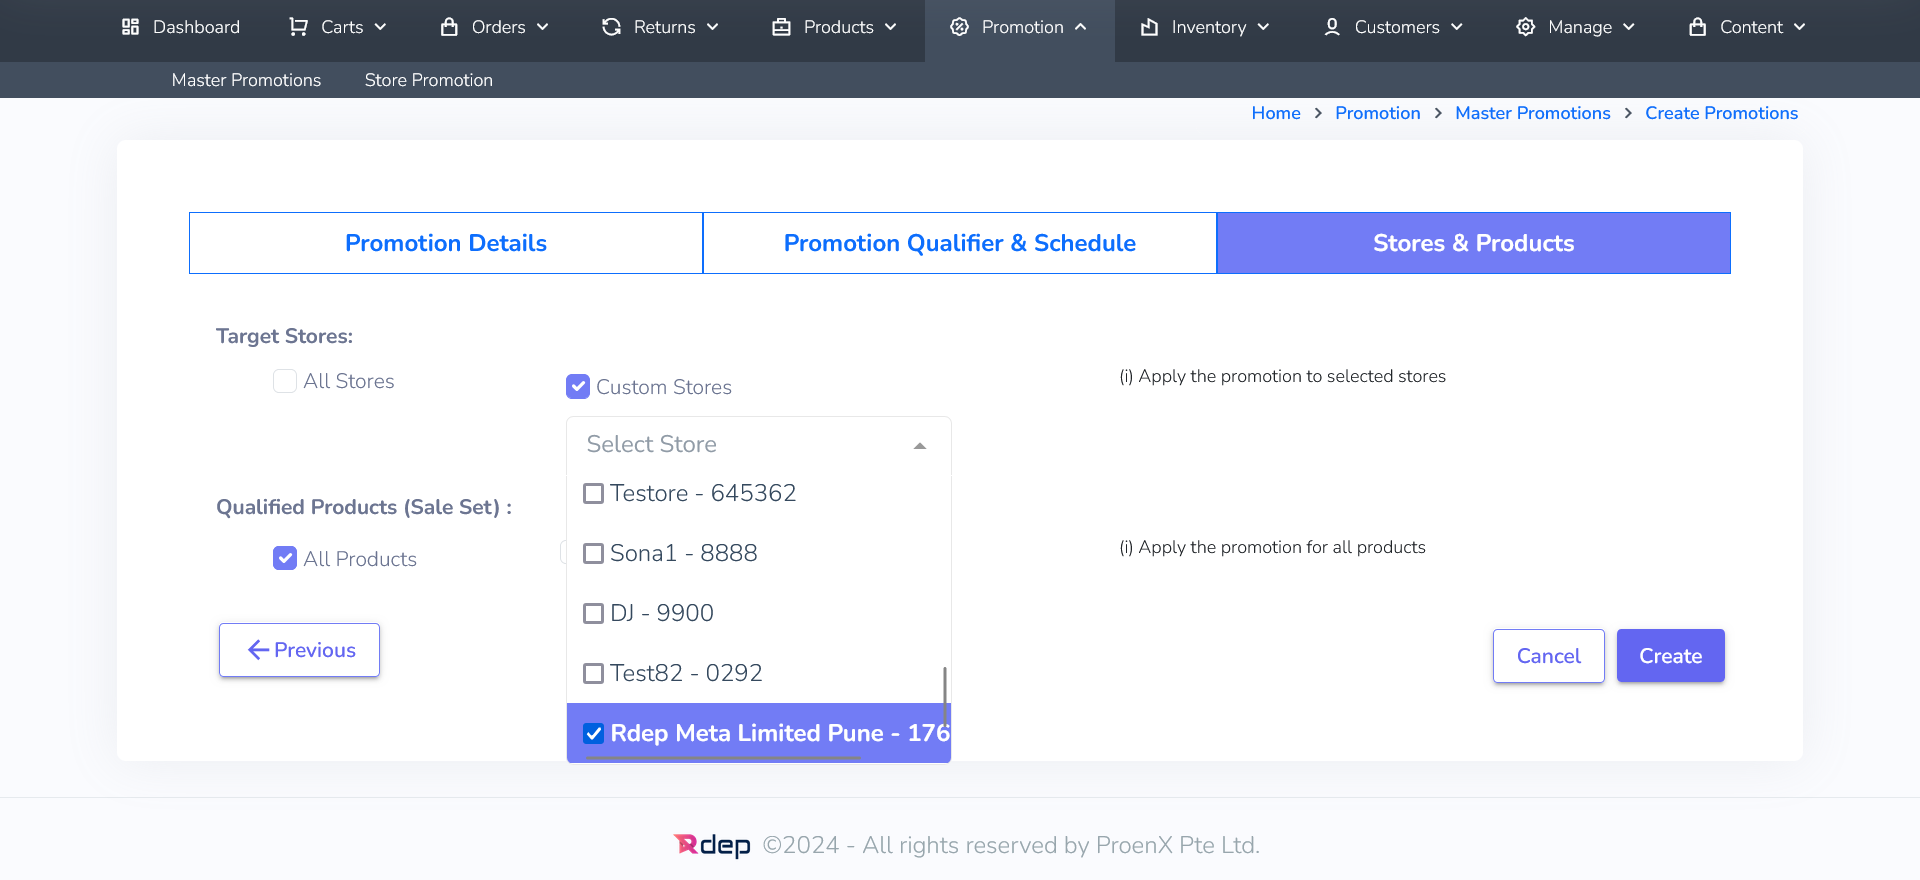 Dashboard
Carts
Orders
Returns
Products
Promotion
Inventory
Customers
Manage
Content
Master Promotions
Store Promotion
Home > Promotion > Master Promotions > Create Promotions
Promotion Details
Promotion Qualifier & Schedule
Stores & Products
Target Stores:
All Stores
Custom Stores
(i) Apply the promotion to selected stores
Select Store
Testore - 645362
Sona1 - 8888
DJ - 9900
Test82 - 0292
Rdep Meta Limited Pune - 176
Qualified Products (Sale Set) :
All Products
(i) Apply the promotion for all products
Previous
Cancel
Create
Rdep ©2024 - All rights reserved by ProenX Pte Ltd.